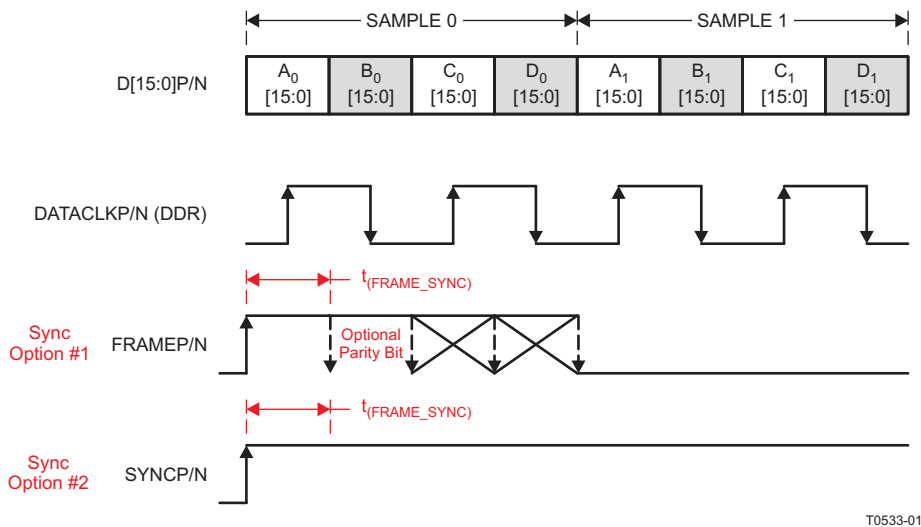 SAMPLE 0 SAMPLE 1
D[15:0]P/N
A0 B0 C0 D0 A1 B1 C1 D1
[15:0] [15:0] [15:0] [15:0] [15:0] [15:0] [15:0] [15:0]
DATACLKP/N (DDR)
t(FRAME_SYNC)
Sync
Option #1
FRAMEP/N
Optional
Parity Bit
t(FRAME_SYNC)
Sync
Option #2
SYNCP/N
T0533-01